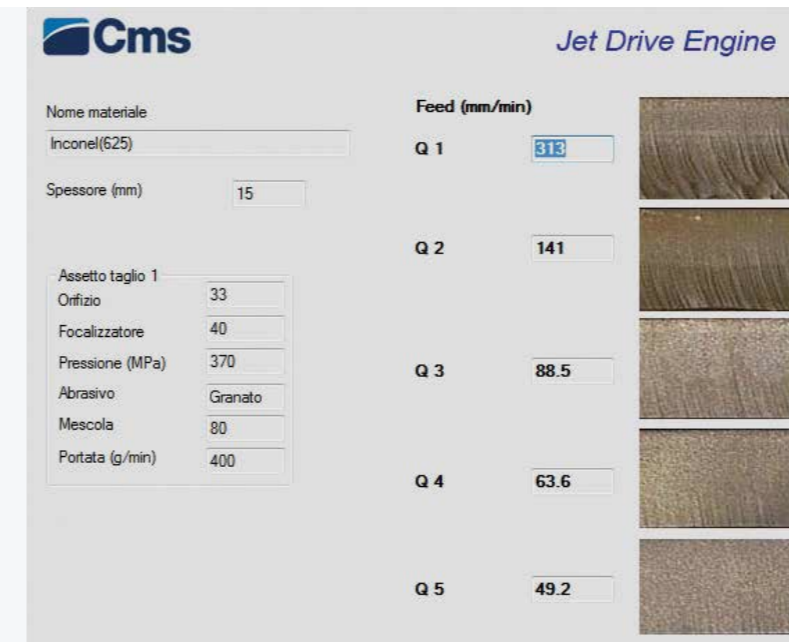 Cms
Jet Drive Engine
Nome materiale
Inconel(625)
Spessore (mm) 15
Assetto taglio 1
Orifizio 33
Focalizzatore 40
Pressione (MPa) 370
Abrasivo Granato
Mescola 80
Portata (g/min) 400
Feed (mm/min)
Q 1 313
Q 2 141
Q 3 88.5
Q 4 63.6
Q 5 49.2